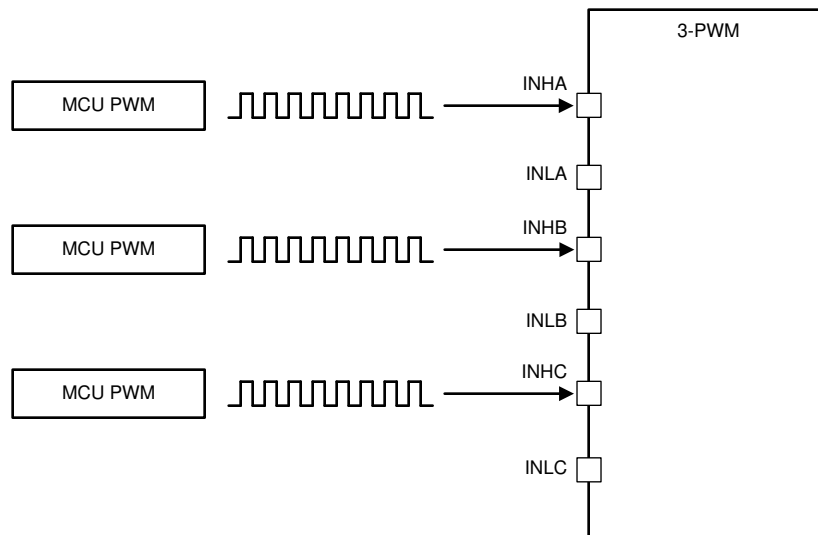 3-PWM
MCU PWM
INHA
INLA
MCU PWM
INHB
INLB
MCU PWM
INHC
INLC